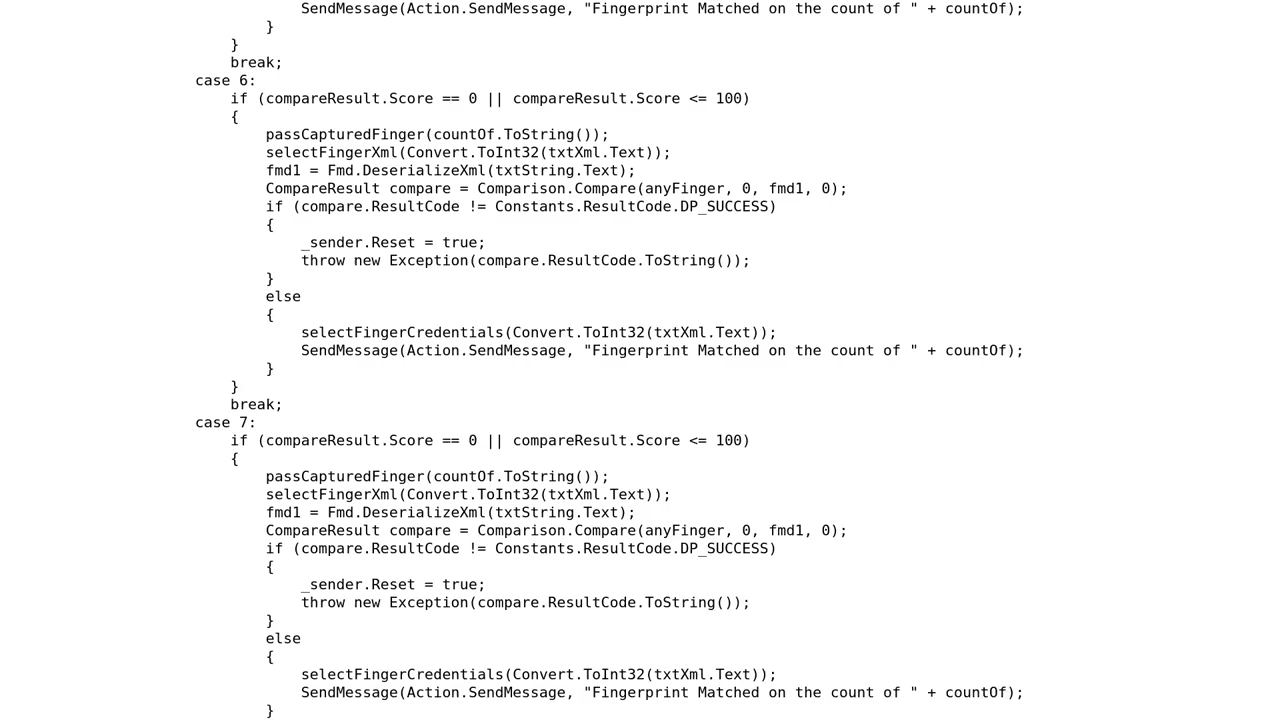 SendMessage(Action.SendMessage, "Fingerprint Matched on the count of " + countOf);
}
}
break;
case 6:
if (compareResult.Score == 0 || compareResult.Score <= 100)
{
passCapturedFinger(countOf.ToString());
selectFingerXml(Convert.ToInt32(txtXml.Text));
fmd1 = Fmd.DeserializeXml(txtString.Text);
CompareResult compare = Comparison.Compare(anyFinger, 0, fmd1, 0);
if (compare.ResultCode != Constants.ResultCode.DP_SUCCESS)
{
_sender.Reset = true;
throw new Exception(compare.ResultCode.ToString());
}
else
{
selectFingerCredentials(Convert.ToInt32(txtXml.Text));
SendMessage(Action.SendMessage, "Fingerprint Matched on the count of " + countOf);
}
}
break;
case 7:
if (compareResult.Score == 0 || compareResult.Score <= 100)
{
passCapturedFinger(countOf.ToString());
selectFingerXml(Convert.ToInt32(txtXml.Text));
fmd1 = Fmd.DeserializeXml(txtString.Text);
CompareResult compare = Comparison.Compare(anyFinger, 0, fmd1, 0);
if (compare.ResultCode != Constants.ResultCode.DP_SUCCESS)
{
_sender.Reset = true;
throw new Exception(compare.ResultCode.ToString());
}
else
{
selectFingerCredentials(Convert.ToInt32(txtXml.Text));
SendMessage(Action.SendMessage, "Fingerprint Matched on the count of " + countOf);
}